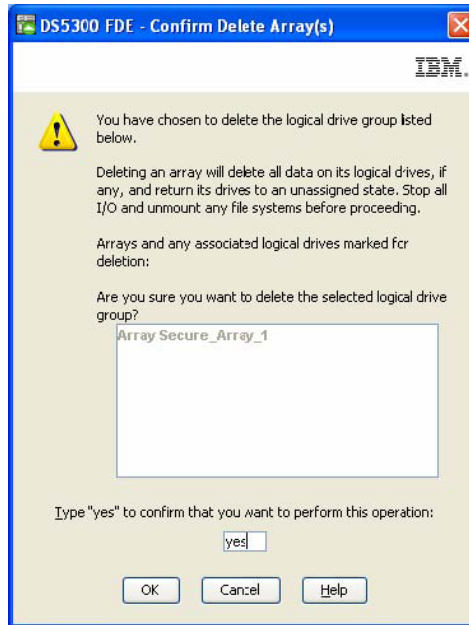 DS5300 FDE - Confirm Delete Array(s)
IBM.
You have chosen to delete the logical drive group listed
below.
Deleting an array will delete all data on its logical drives, if
any, and return its drives to an unassigned state. Stop all
I/O and unmount any file systems before proceeding.
Arrays and any associated logical drives marked for
deletion:
Are you sure you want to delete the selected logical drive
group?
Array Secure_Array_1
Type "yes" to confirm that you want to perform this operation:
yes
OK Cancel Help